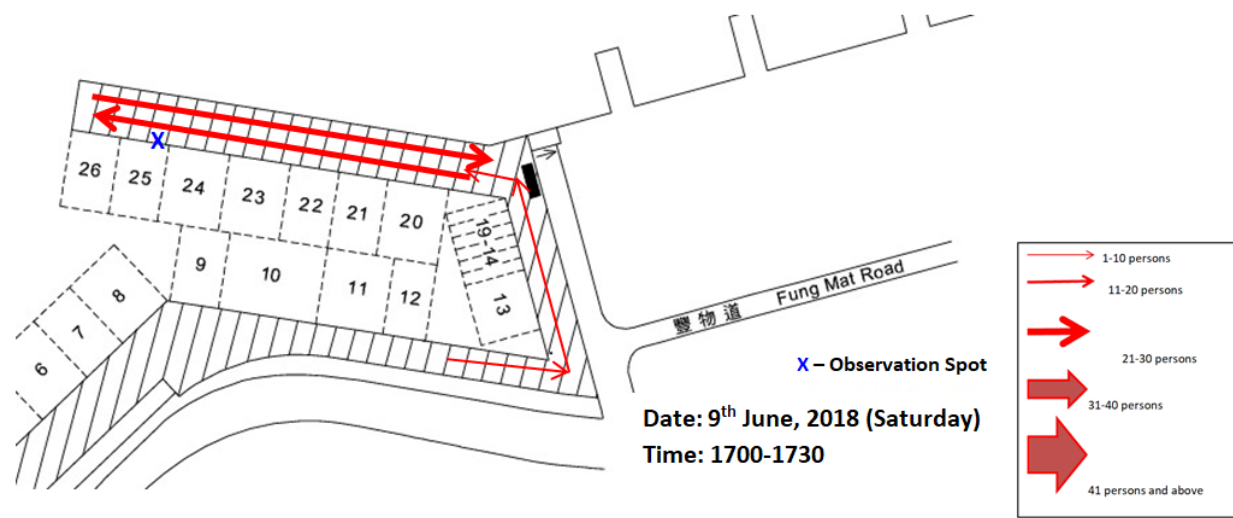 X
26
25
24
23
22
21
20
19-14
13
9
10
11
12
8
7
6
豐物道 Fung Mat Road
X – Observation Spot
Date: 9th June, 2018 (Saturday)
Time: 1700-1730
1-10 persons
11-20 persons
21-30 persons
31-40 persons
41 persons and above